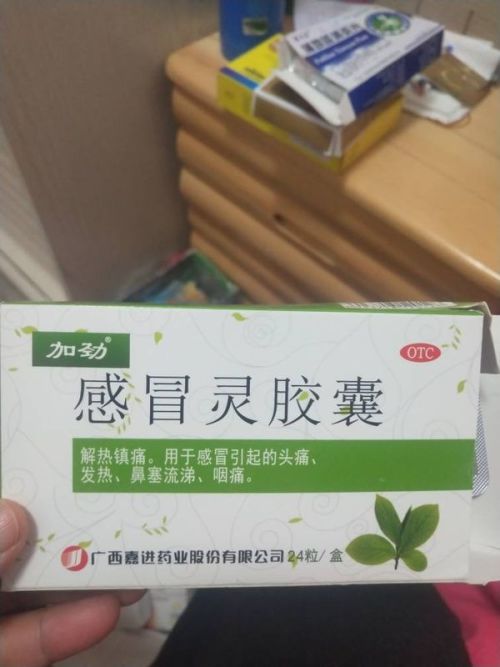 加劲®
OTC
感冒灵胶囊
解热镇痛。用于感冒引起的头痛、
发热、鼻塞流涕、咽痛。
广西嘉进药业股份有限公司 24粒/盒